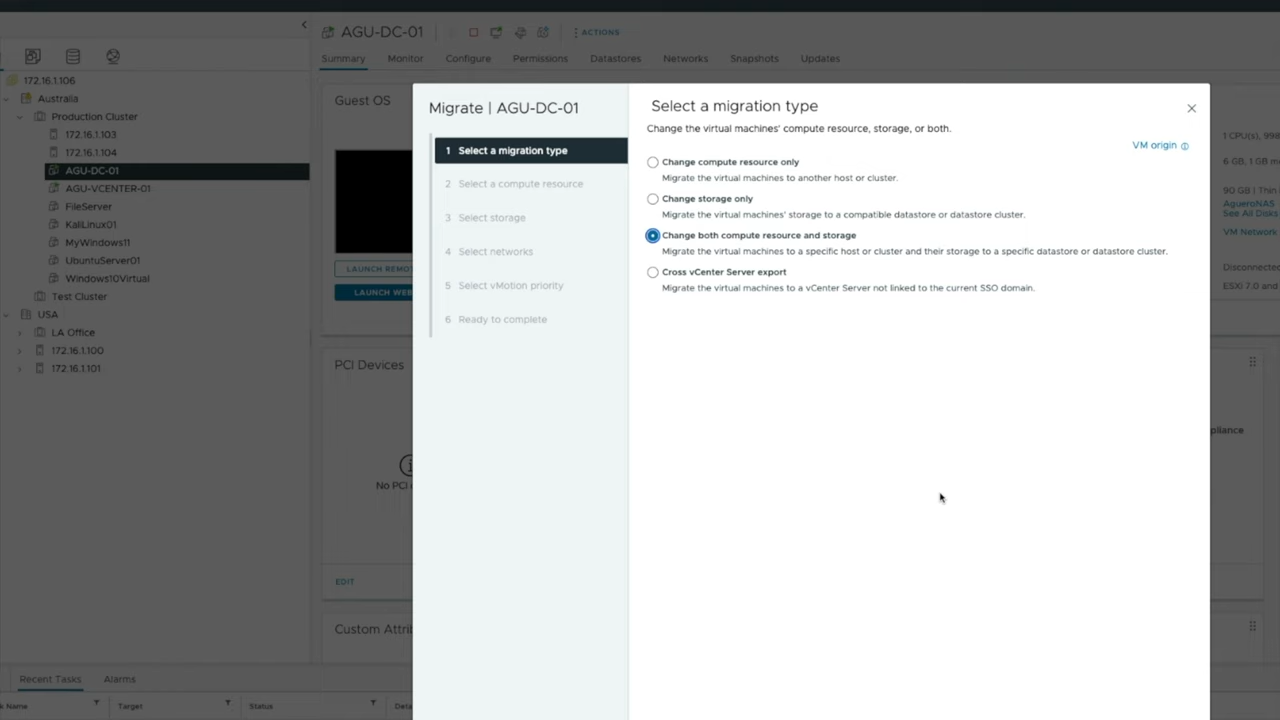 AGU-DC-01
ACTIONS
Summary
Monitor
Configure
Permissions
Datastores
Networks
Snapshots
Updates
172.16.1.106
Australia
Production Cluster
172.16.1.103
172.16.1.104
AGU-DC-01
AGU-VCENTER-01
FileServer
KaliLinux01
MyWindows11
UbuntuServer01
Windows10Virtual
Test Cluster
USA
LA Office
172.16.1.100
172.16.1.101
Guest OS
LAUNCH REMO
LAUNCH WEB
PCI Devices
No PCI
EDIT
Custom Attrib
Migrate | AGU-DC-01
1 Select a migration type
2 Select a compute resource
3 Select storage
4 Select networks
5 Select vMotion priority
6 Ready to complete
Select a migration type
Change the virtual machines' compute resource, storage, or both.
VM origin
Change compute resource only
Migrate the virtual machines to another host or cluster.
Change storage only
Migrate the virtual machines' storage to a compatible datastore or datastore cluster.
Change both compute resource and storage
Migrate the virtual machines to a specific host or cluster and their storage to a specific datastore or datastore cluster.
Cross vCenter Server export
Migrate the virtual machines to a vCenter Server not linked to the current SSO domain.
1 CPU(s), 998
6 GB, 1 GB me
90 GB | Thin
AgueroNAS
See All Disks
VM Network
Disconnected
ESXi 7.0 and
pliance
Recent Tasks
Alarms
k Name
Target
Status
Deta